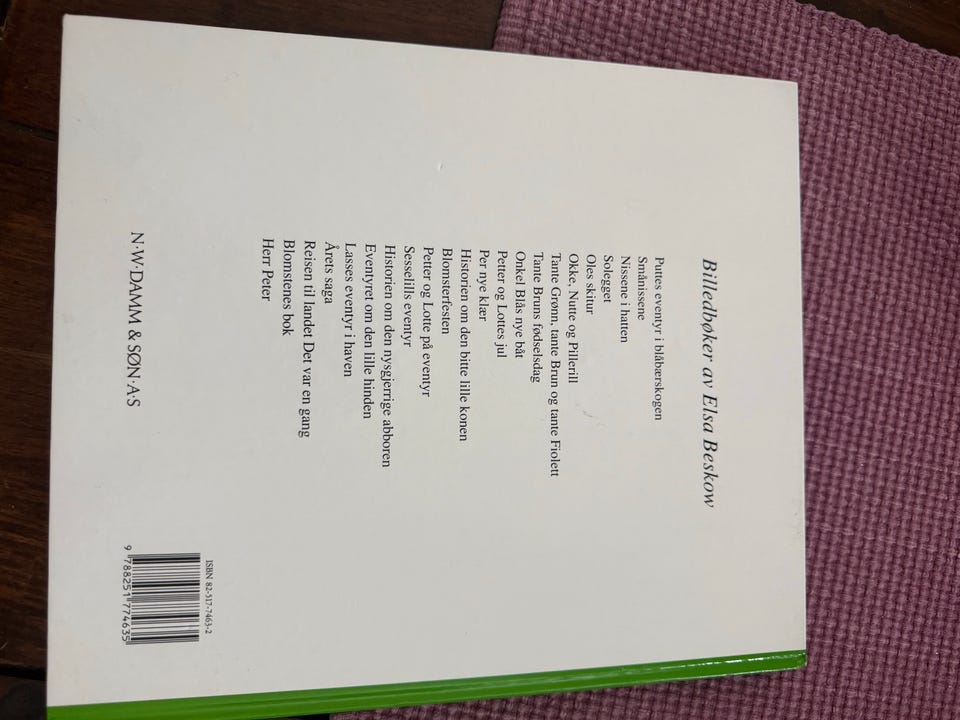 Billedbøker av Elsa Beskow
Puttes eventyr i blåbærskogen
Smånissene
Nissene i hatten
Solegget
Oles skitur
Okke, Nutte og Pillerill
Tante Grønn, tante Brun og tante Fiolett
Tante Bruns fødselsdag
Onkel Blås nye båt
Petter og Lottes jul
Per nye klær
Historien om den bitte lille konen
Blomsterfesten
Petter og Lotte på eventyr
Sesselills eventyr
Historien om den nysgjerrige abboren
Eventyret om den lille hinden
Lasses eventyr i haven
Årets saga
Reisen til landet Det var en gang
Blomstenes bok
Herr Peter
N·W·DAMM & SØN·A·S
ISBN 82-517-7463-2
9 788251 774635